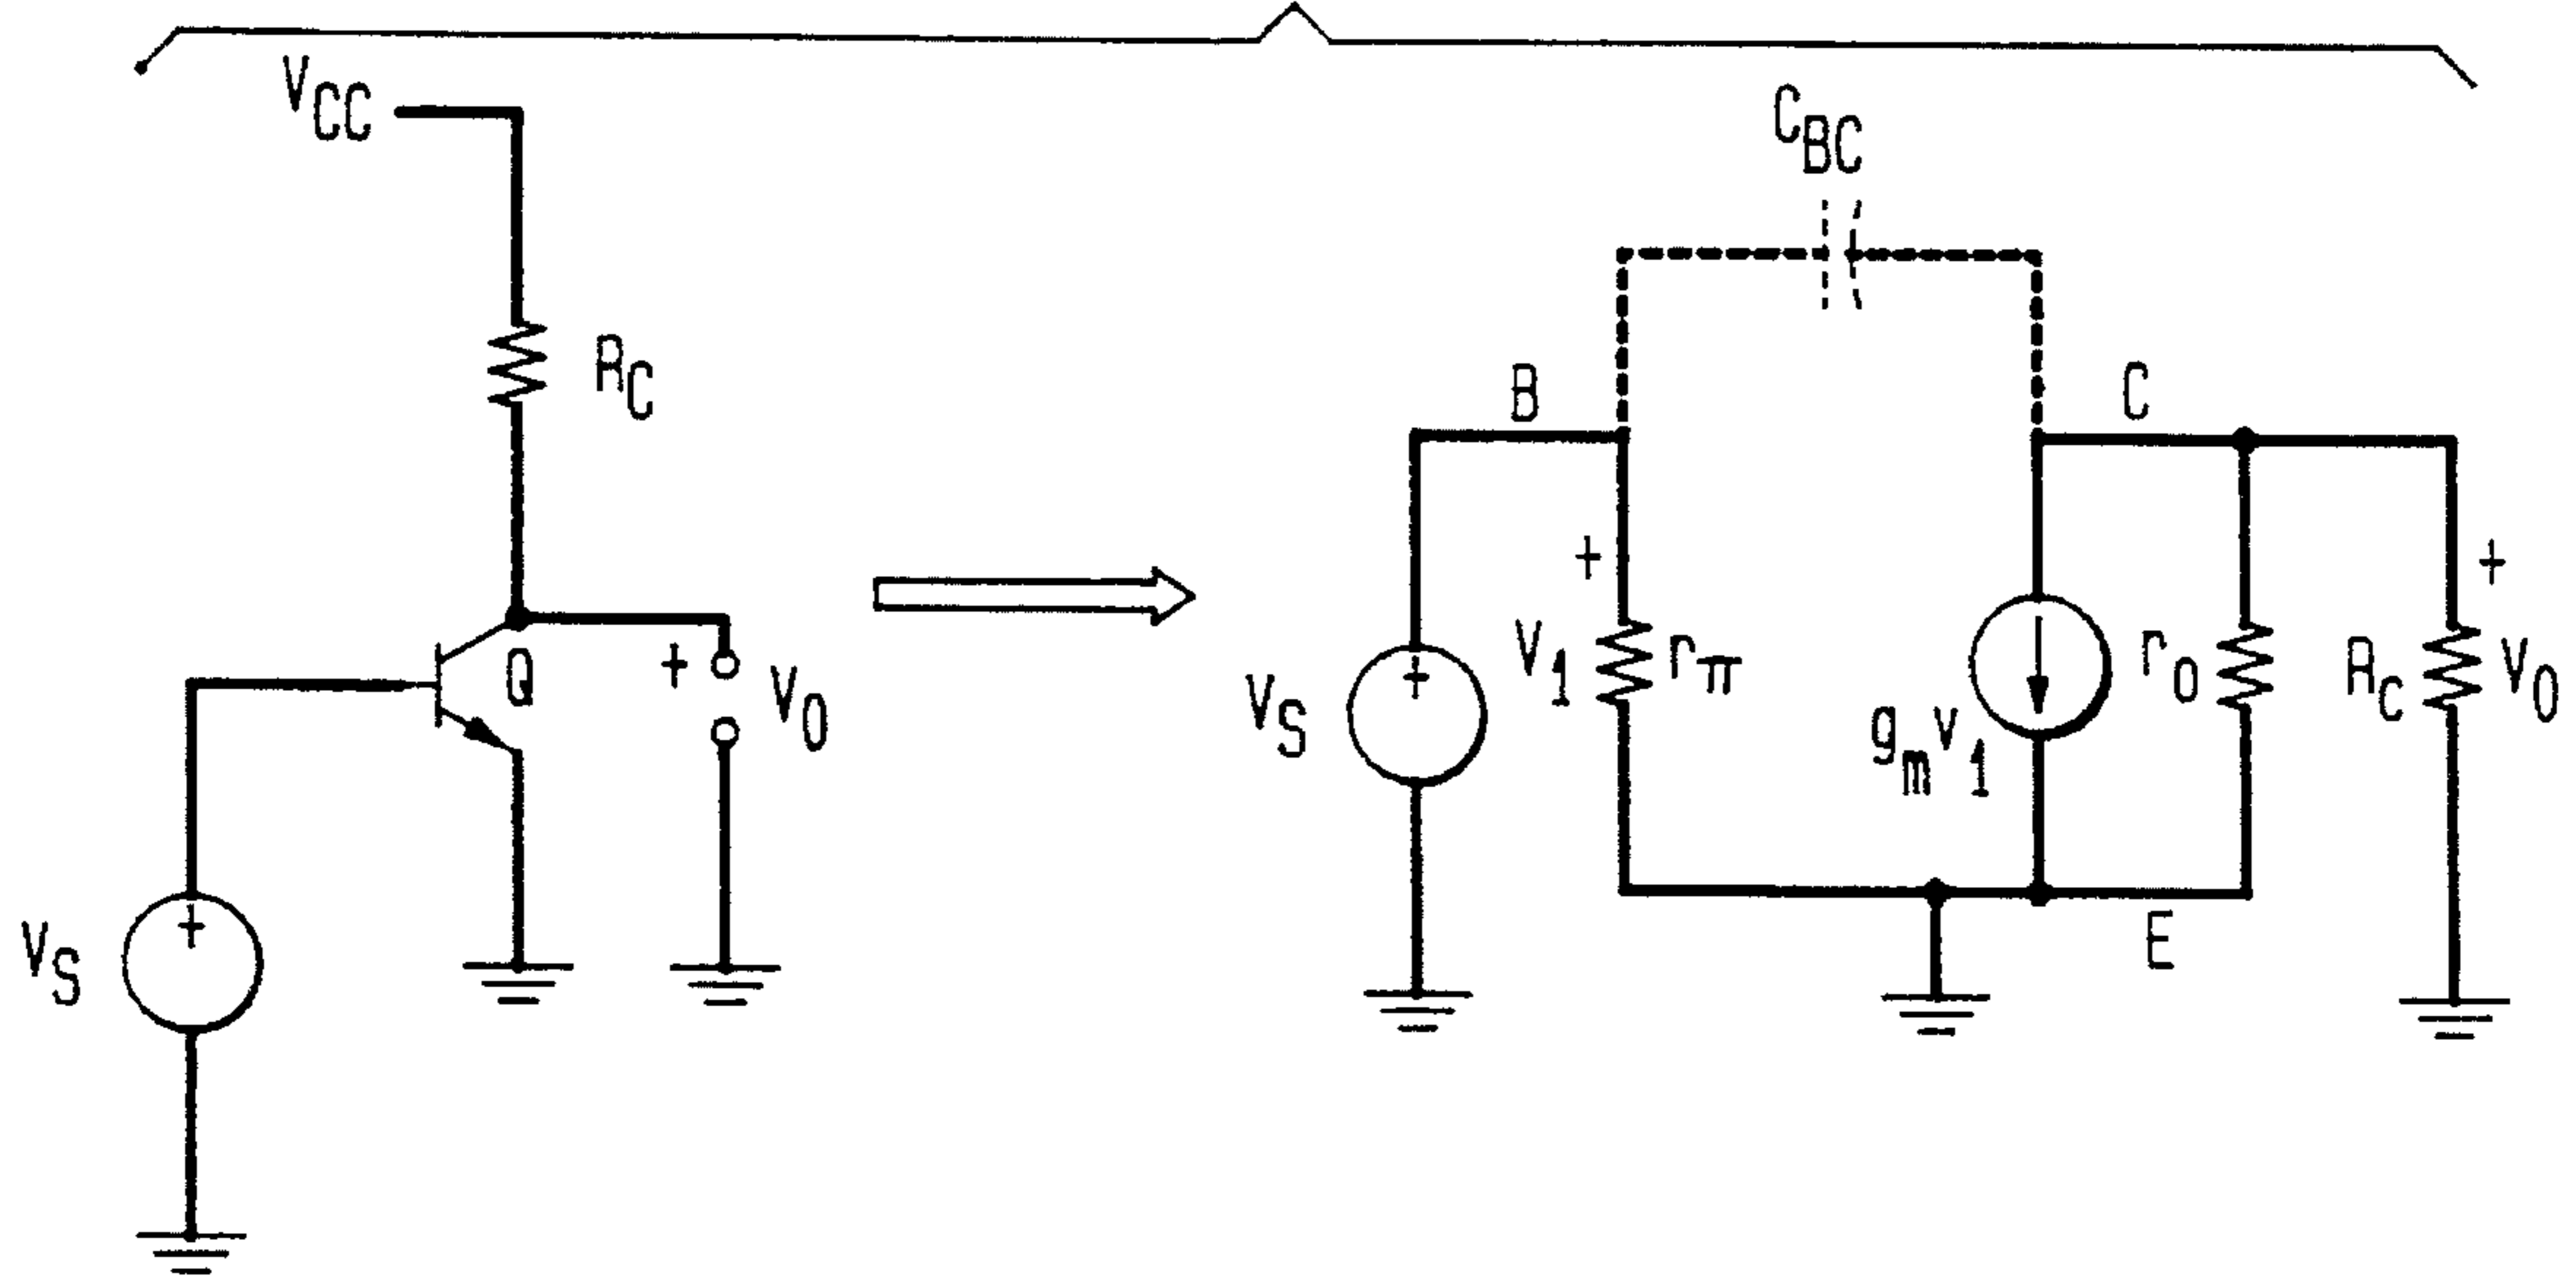 VCC
RC
Q
+
VO
VS
+
CBC
B
C
+
V1
rπ
VS
+
gmv1
rO
RC
+
VO
E